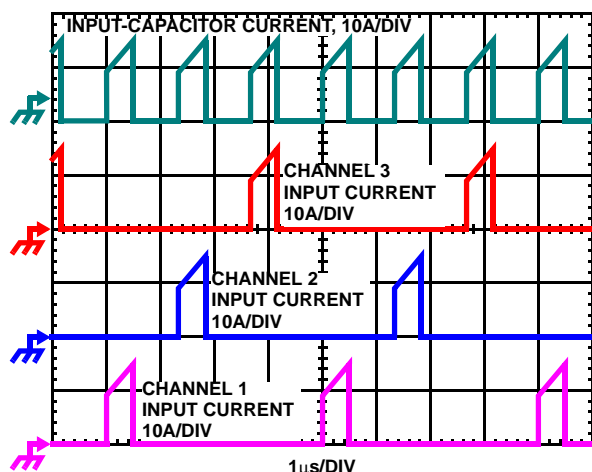 INPUT-CAPACITOR CURRENT, 10A/DIV
CHANNEL 3
INPUT CURRENT
10A/DIV
CHANNEL 2
INPUT CURRENT
10A/DIV
CHANNEL 1
INPUT CURRENT
10A/DIV
1μs/DIV